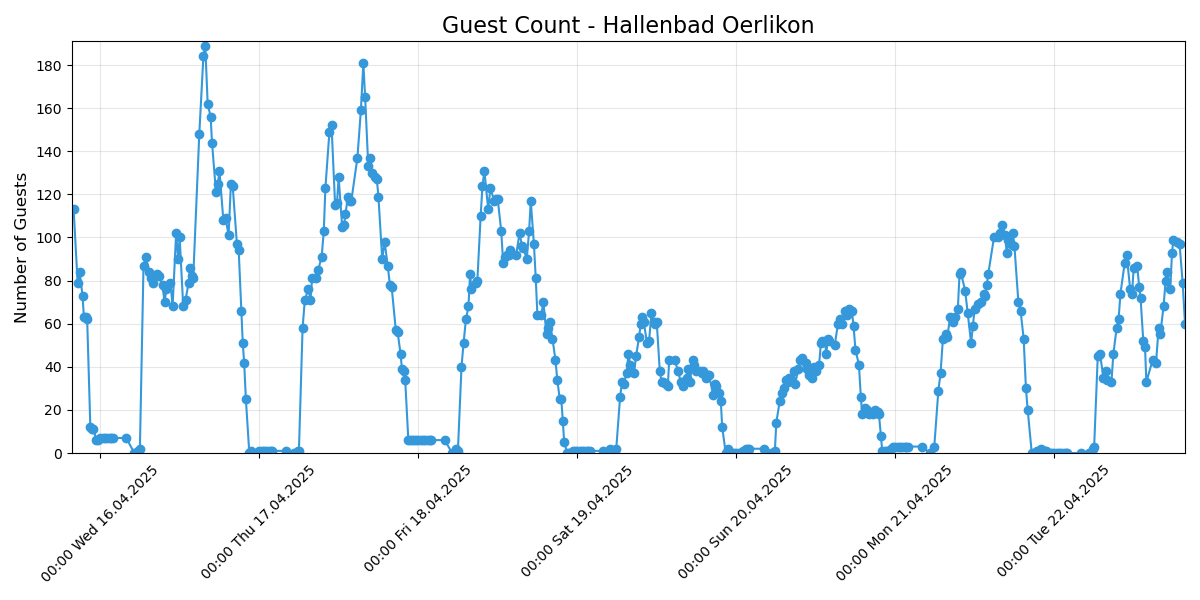 Guest Count - Hallenbad Oerlikon
Number of Guests
180
160
140
120
100
80
60
40
20
0
00:00 Wed 16.04.2025
00:00 Thu 17.04.2025
00:00 Fri 18.04.2025
00:00 Sat 19.04.2025
00:00 Sun 20.04.2025
00:00 Mon 21.04.2025
00:00 Tue 22.04.2025